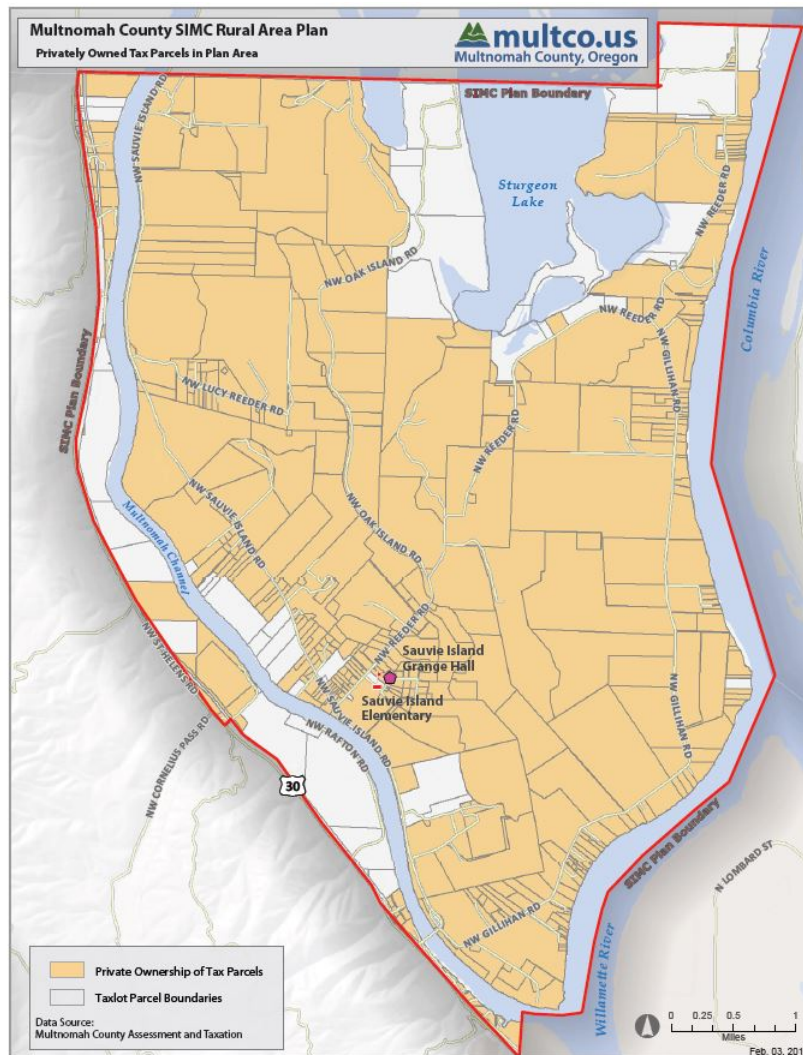 Multnomah County SIMC Rural Area Plan
Privately Owned Tax Parcels in Plan Area
multco.us
Multnomah County, Oregon
SIMC Plan Boundary
NW SAUVIE ISLAND RD
Sturgeon
Lake
NW REEDER RD
Columbia River
NW OAK ISLAND RD
NW REEDER RD
NW GILLIHAN RD
SIMC Plan Boundary
NW LUCY REEDER RD
NW REEDER RD
NW SAUVIE ISLAND RD
NW OAK ISLAND RD
Multnomah Channel
NW REEDER RD
NW ST HELENS RD
Sauvie Island
Grange Hall
Sauvie Island
Elementary
NW SAUVIE ISLAND RD
NW RAFTON RD
NW GILLIHAN RD
NW CORNELIUS PASS RD
30
SIMC Plan Boundary
N LOMBARD ST
NW GILLIHAN RD
Willamette River
Private Ownership of Tax Parcels
Taxlot Parcel Boundaries
Data Source:
Multnomah County Assessment and Taxation
0 0.25 0.5 1
Miles
Feb. 03, 201